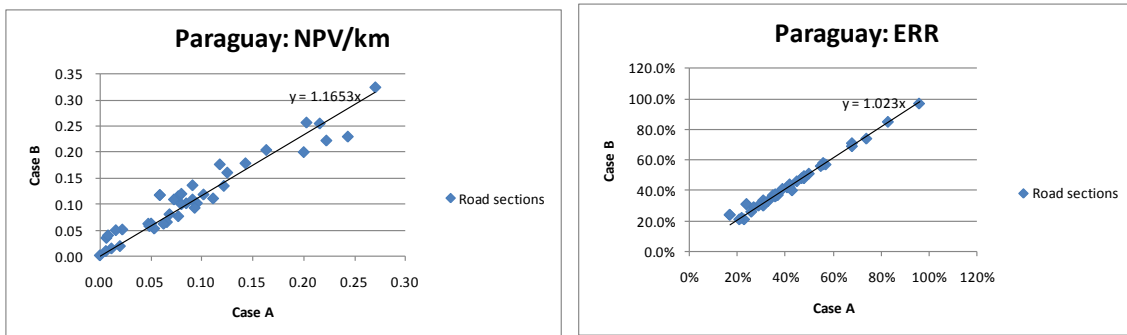 Paraguay: NPV/km
0.35
0.30
0.25
0.20
0.15
0.10
0.05
0.00
Case B
y = 1.1653x
Road sections
0.00 0.05 0.10 0.15 0.20 0.25 0.30
Case A
Paraguay: ERR
120.0%
100.0%
80.0%
60.0%
40.0%
20.0%
0.0%
Case B
y = 1.023x
Road sections
0% 20% 40% 60% 80% 100% 120%
Case A